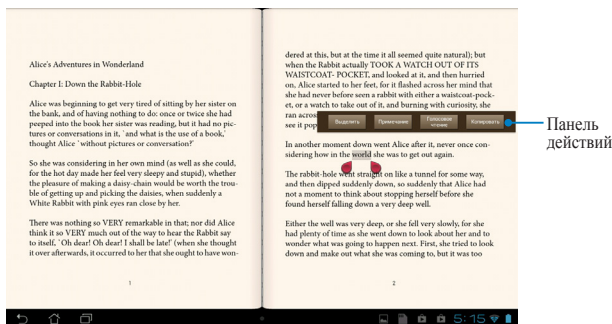 Alice's Adventures in Wonderland
Chapter I: Down the Rabbit-Hole
Alice was beginning to get very tired of sitting by her sister on
the bank, and of having nothing to do: once or twice she had
peeped into the book her sister was reading, but it had no pic-
tures or conversations in it, `and what is the use of a book,'
thought Alice `without pictures or conversation?'
So she was considering in her own mind (as well as she could,
for the hot day made her feel very sleepy and stupid), whether
the pleasure of making a daisy-chain would be worth the trou-
ble of getting up and picking the daisies, when suddenly a
White Rabbit with pink eyes ran close by her.
There was nothing so VERY remarkable in that; nor did Alice
think it so VERY much out of the way to hear the Rabbit say
to itself, `Oh dear! Oh dear! I shall be late!' (when she thought
it over afterwards, it occurred to her that she ought to have won-
1
dered at this, but at the time it all seemed quite natural); but
when the Rabbit actually TOOK A WATCH OUT OF ITS
WAISTCOAT- POCKET, and looked at it, and then hurried
on, Alice started to her feet, for it flashed across her mind that
she had never before seen a rabbit with either a waistcoat-pock-
et, or a watch to take out of it, and burning with curiosity, she
ran across
see it pop
Выделить
Примечание
Голосовое
чтение
Копировать
Панель
действий
In another moment down went Alice after it, never once con-
sidering how in the world she was to get out again.
The rabbit-hole went straight on like a tunnel for some way,
and then dipped suddenly down, so suddenly that Alice had
not a moment to think about stopping herself before she
found herself falling down a very deep well.
Either the well was very deep, or she fell very slowly, for she
had plenty of time as she went down to look about her and to
wonder what was going to happen next. First, she tried to look
down and make out what she was coming to, but it was too
2
5:15